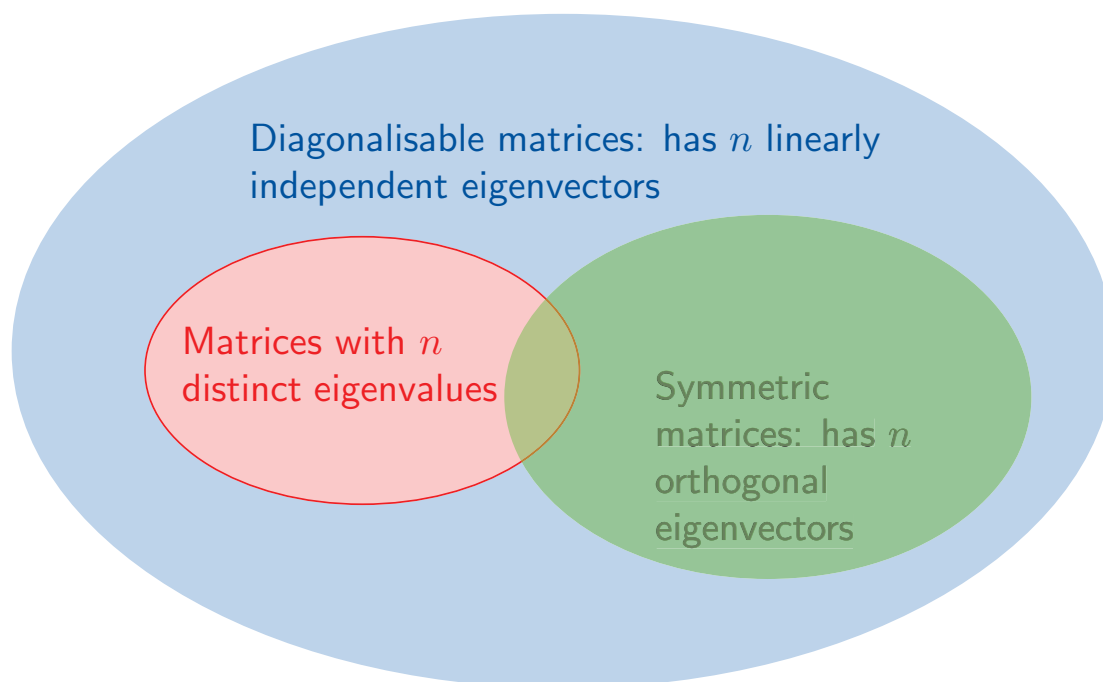 Diagonalisable matrices: has n linearly
independent eigenvectors
Matrices with n
distinct eigenvalues
Symmetric
matrices: has n
orthogonal
eigenvectors